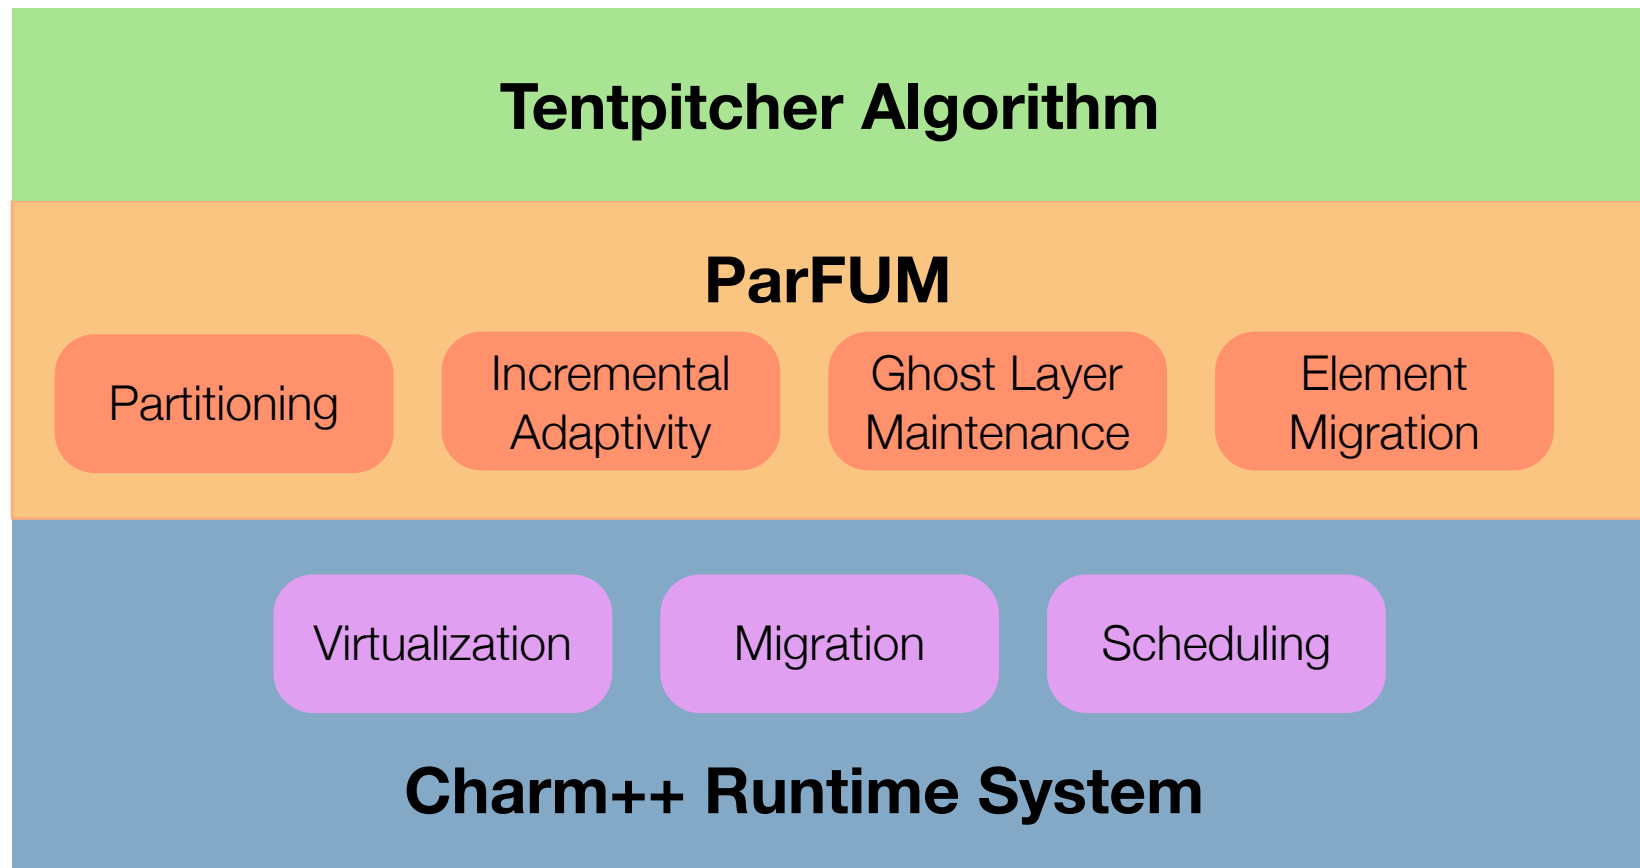 Tentpitcher Algorithm
ParFUM
Partitioning
Incremental
Adaptivity
Ghost Layer
Maintenance
Element
Migration
Virtualization
Migration
Scheduling
Charm++ Runtime System